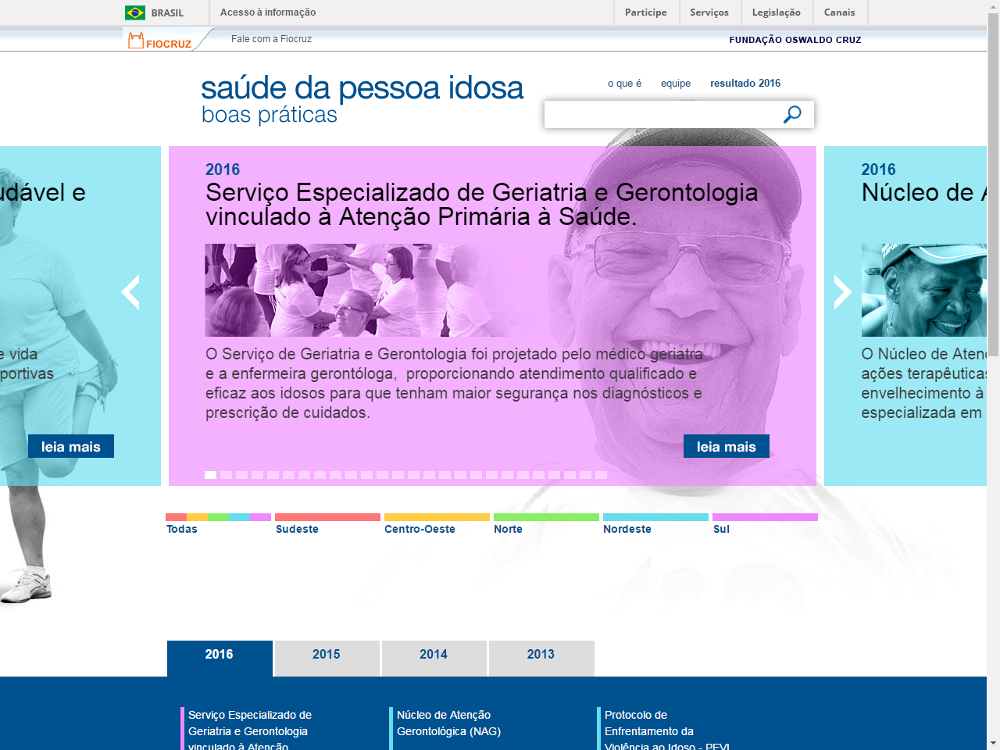 BRASIL
Acesso à informação
Participe
Serviços
Legislação
Canais
FIOCRUZ
Fale com a Fiocruz
FUNDAÇÃO OSWALDO CRUZ
saúde da pessoa idosa
boas práticas
o que é
equipe
resultado 2016
e
vida
portivas
leia mais
2016
Serviço Especializado de Geriatria e Gerontologia
vinculado à Atenção Primária à Saúde.
O Serviço de Geriatria e Gerontologia foi projetado pelo médico geriatra
e a enfermeira gerontóloga, proporcionando atendimento qualificado e
eficaz aos idosos para que tenham maior segurança nos diagnósticos e
prescrição de cuidados.
leia mais
2016
Núcleo de
O Núcleo de
ações terapêuticas
envelhecimento à
especializada em
Todas
Sudeste
Centro-Oeste
Norte
Nordeste
Sul
2016
2015
2014
2013
Serviço Especializado de
Geriatria e Gerontologia
vinculado à Atenção
Núcleo de Atenção
Gerontológica (NAG)
Protocolo de
Enfrentamento da
Violência ao Idoso - PEVI